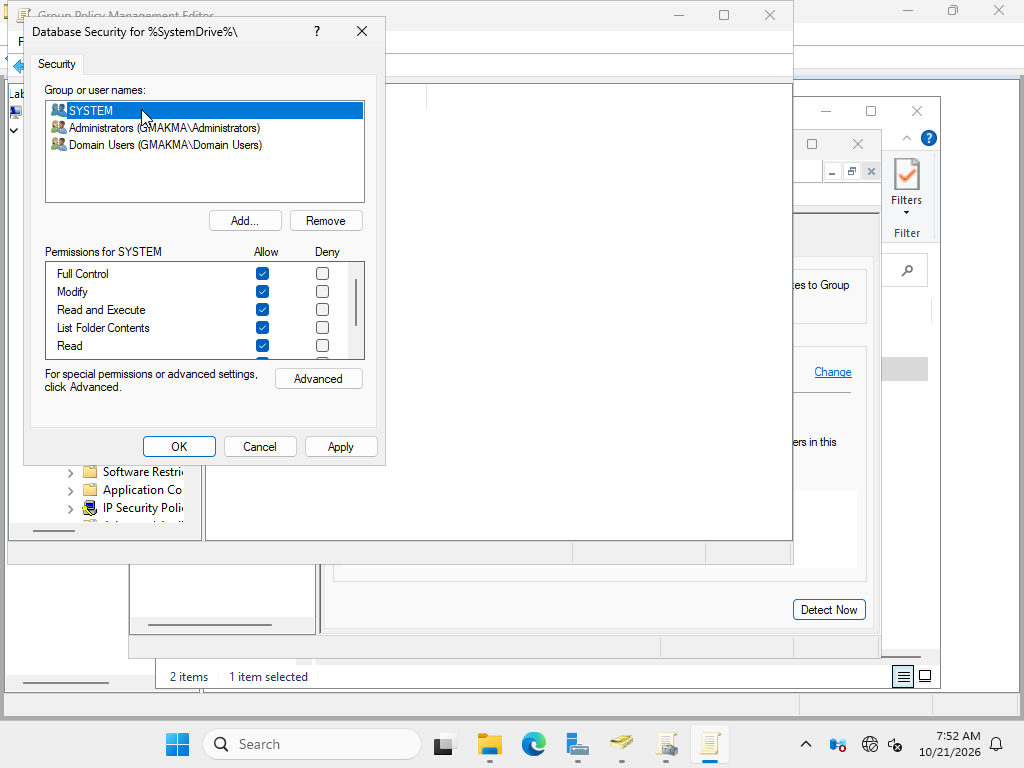 Group Policy Management Editor
Database Security for %SystemDrive%\
?
Security
Group or user names:
SYSTEM
Administrators (GMAKMA\Administrators)
Domain Users (GMAKMA\Domain Users)
Add...
Remove
Permissions for SYSTEM
Allow
Deny
Full Control
Modify
Read and Execute
List Folder Contents
Read
For special permissions or advanced settings,
click Advanced.
Advanced
OK
Cancel
Apply
Software Restri
Application Co
IP Security Poli
Filters
Filter
es to Group
Change
ers in this
Detect Now
2 items
1 item selected
Search
7:52 AM
10/21/2026